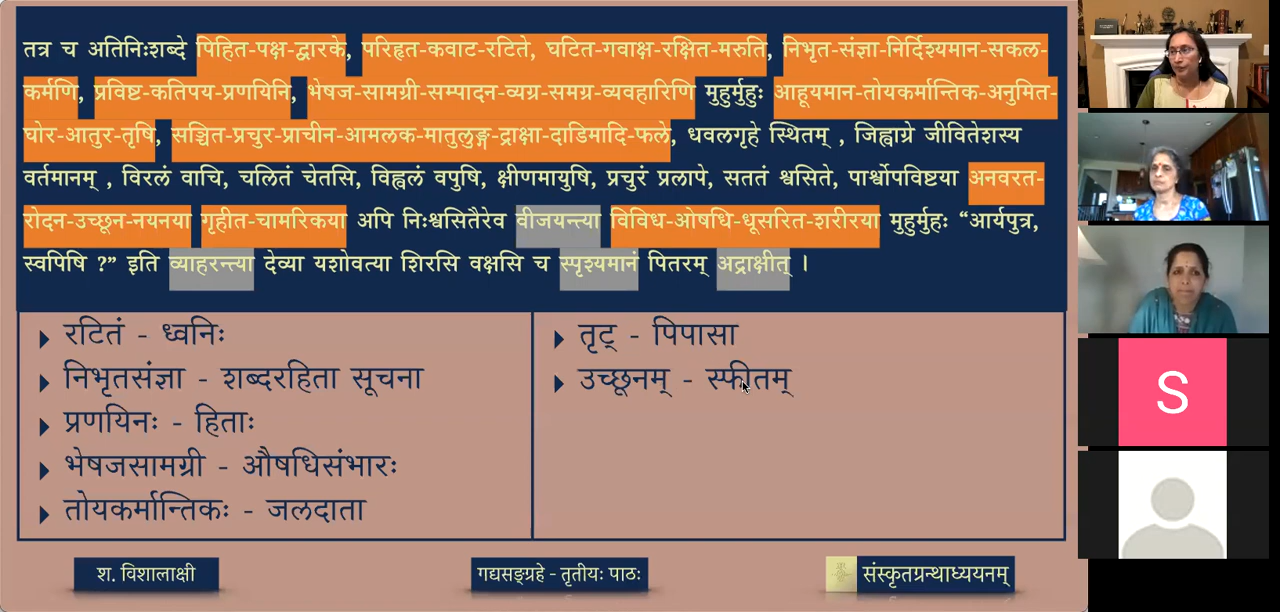 तत्र च अतिनिःशब्दे पिहित-पक्ष-द्वारके, परिहृत-कवाट-रटिते, घटित-गवाक्ष-रक्षित-मरुति, निभृत-संज्ञा-निर्दिश्यमान-सकल-
कर्मणि, प्रविष्ट-कतिपय-प्रणयिनि, भेषज-सामग्री-सम्पादन-व्यग्र-समग्र-व्यवहारिणि मुहुर्मुहुः आहूयमान-तोयकर्मान्तिक-अनुमित-
घोर-आतुर-तृषि, सञ्चित-प्रचुर-प्राचीन-आमलक-मातुलुङ्ग-द्राक्षा-दाडिमादि-फले, धवलगृहे स्थितम् , जिह्वाग्रे जीवितेशस्य
वर्तमानम् , विरलं वाचि, चलितं चेतसि, विह्वलं वपुषि, क्षीणमायुषि, प्रचुरं प्रलापे, सततं श्वसिते, पार्श्वोपविष्टया अनवरत-
रोदन-उच्छून-नयनया गृहीत-चामरिकया अपि निःश्वसितैरेव वीजयन्त्या विविध-ओषधि-धूसरित-शरीरया मुहुर्मुहः “आर्यपुत्र,
स्वपिषि ?” इति व्याहरन्त्या देव्या यशोवत्या शिरसि वक्षसि च स्पृश्यमानं पितरम् अद्राक्षीत् ।
रटितं - ध्वनिः
निभृतसंज्ञा - शब्दरहिता सूचना
प्रणयिनः - हिताः
भेषजसामग्री - औषधिसंभारः
तोयकर्मान्तिकः - जलदाता
तृट् - पिपासा
उच्छूनम् - स्फीतम्
श. विशालाक्षी
गद्यसङ्ग्रहे - तृतीयः पाठः
संस्कृतग्रन्थाध्ययनम्
S